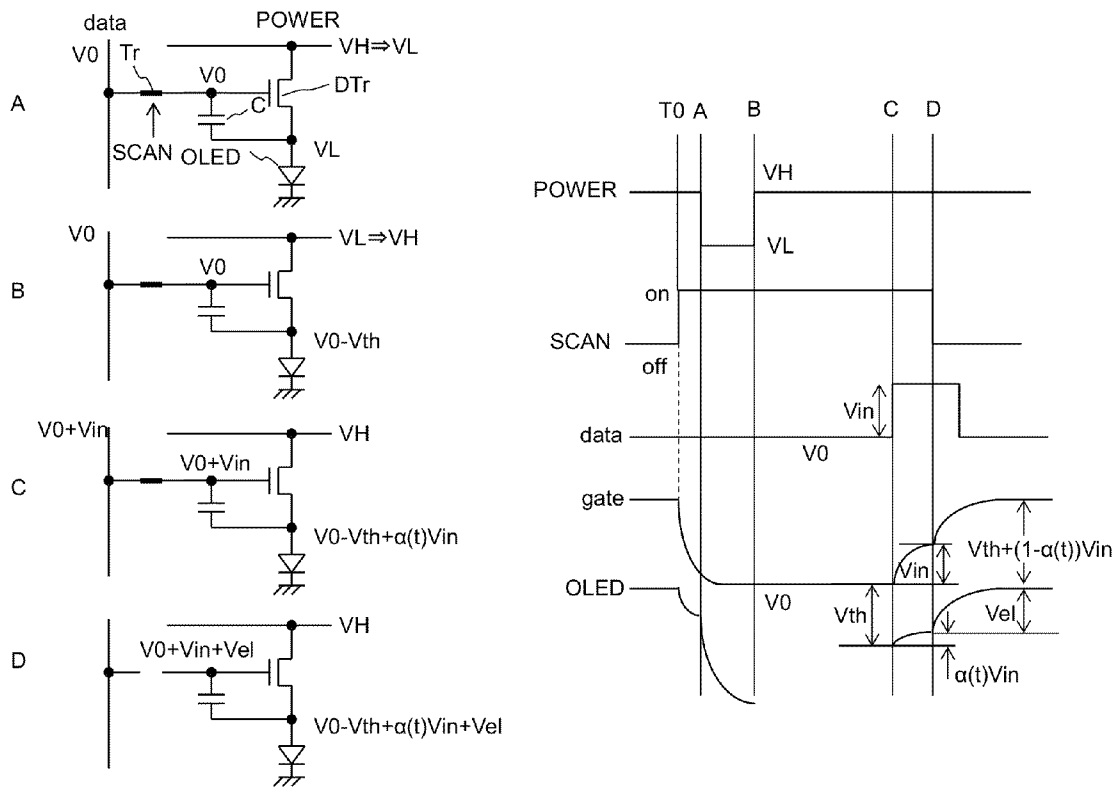 data
POWER
V0
VH⇒VL
Tr
V0
DTr
A
C
SCAN
OLED
VL
V0
VL⇒VH
V0
B
V0-Vth
V0+Vin
VH
V0+Vin
C
V0-Vth+α(t)Vin
VH
V0+Vin+Vel
D
V0-Vth+α(t)Vin+Vel
T0 A B C D
POWER
VH
VL
on
SCAN
off
Vin
data
V0
gate
Vth+(1-α(t))Vin
Vin
OLED
V0
Vth
Vel
α(t)Vin